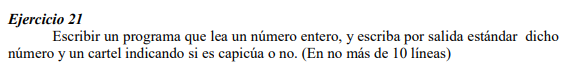 Ejercicio 21
Escribir un programa que lea un número entero, y escriba por salida estándar dicho
número y un cartel indicando si es capicúa o no. (En no más de 10 líneas)